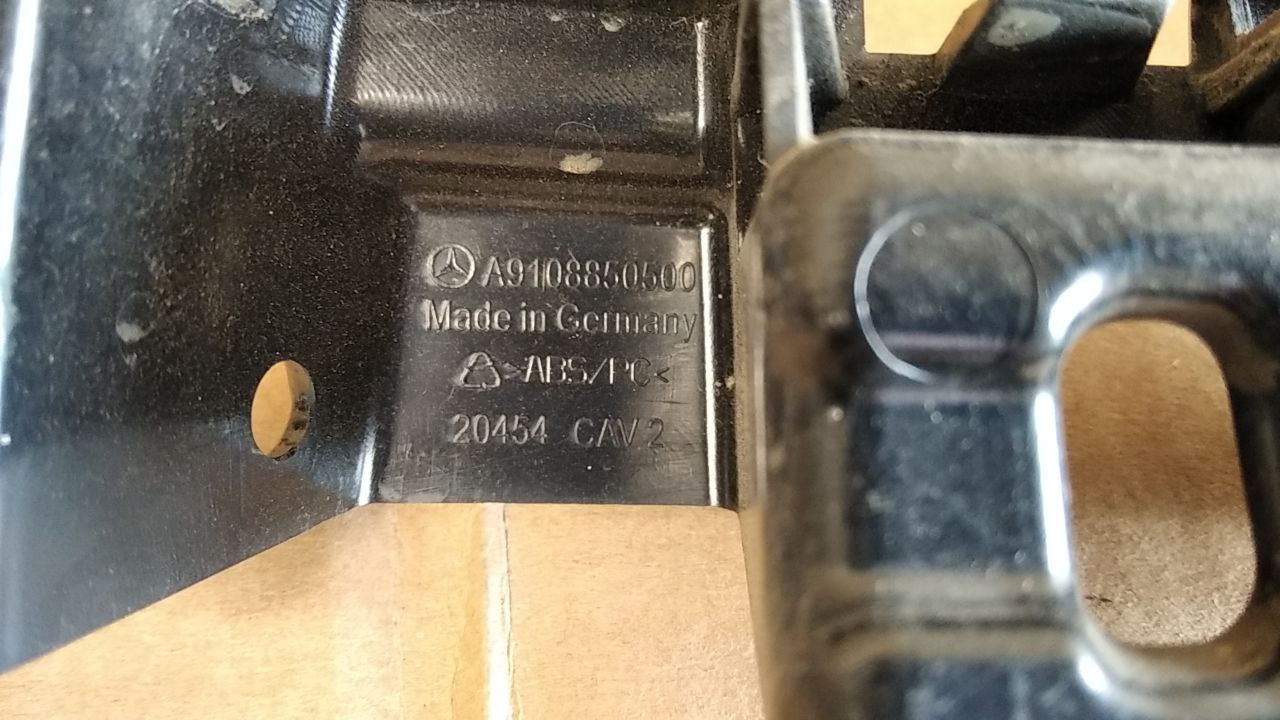 A9108850500
Made in Germany
>ABS/PC<
20454 CAV 2